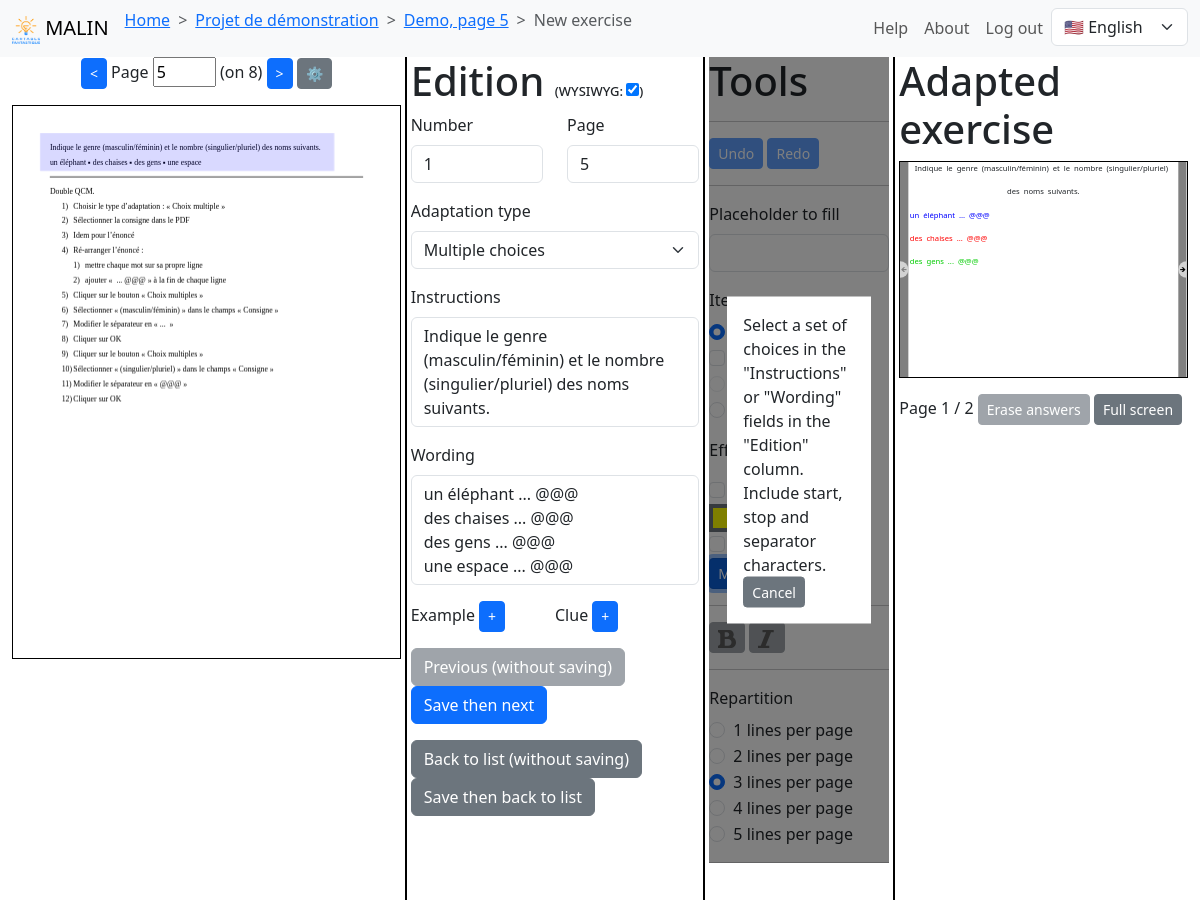 MALIN
Home > Projet de démonstration > Demo, page 5 > New exercise
Help About Log out 🇺🇸 English
< Page 5 (on 8) > ⚙️
Indique le genre (masculin/féminin) et le nombre (singulier/pluriel) des noms suivants.
un éléphant • des chaises • des gens • une espace
Double QCM.
1) Choisir le type d'adaptation : « Choix multiple »
2) Sélectionner la consigne dans le PDF
3) Idem pour l'énoncé
4) Ré-arranger l'énoncé :
1) mettre chaque mot sur sa propre ligne
2) ajouter « ... @@@ » à la fin de chaque ligne
5) Cliquer sur le bouton « Choix multiples »
6) Sélectionner « (masculin/féminin) » dans le champs « Consigne »
7) Modifier le séparateur en « ... »
8) Cliquer sur OK
9) Cliquer sur le bouton « Choix multiples »
10) Sélectionner « (singulier/pluriel) » dans le champs « Consigne »
11) Modifier le séparateur en « @@@ »
12) Cliquer sur OK
Edition (WYSIWYG: )
Number Page
1 5
Adaptation type
Multiple choices
Instructions
Indique le genre
(masculin/féminin) et le nombre
(singulier/pluriel) des noms
suivants.
Wording
un éléphant ... @@@
des chaises ... @@@
des gens ... @@@
une espace ... @@@
Example + Clue +
Previous (without saving)
Save then next
Back to list (without saving)
Save then back to list
Tools
Undo Redo
Placeholder to fill
Select a set of
choices in the
"Instructions"
or "Wording"
fields in the
"Edition"
column.
Include start,
stop and
separator
characters.
Cancel
B I
Repartition
1 lines per page
2 lines per page
3 lines per page
4 lines per page
5 lines per page
Adapted
exercise
Indique le genre (masculin/féminin) et le nombre (singulier/pluriel)
des noms suivants.
un éléphant ... @@@
des chaises ... @@@
des gens ... @@@
Page 1 / 2 Erase answers Full screen